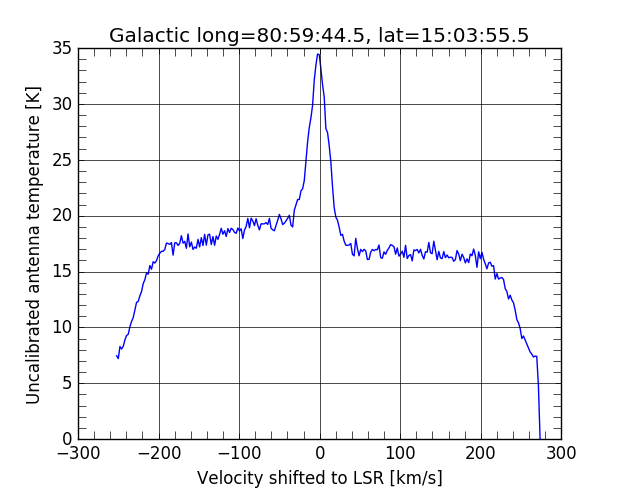 Galactic long=80:59:44.5, lat=15:03:55.5
Uncalibrated antenna temperature [K]
35
30
25
20
15
10
5
0
−300 −200 −100 0 100 200 300
Velocity shifted to LSR [km/s]